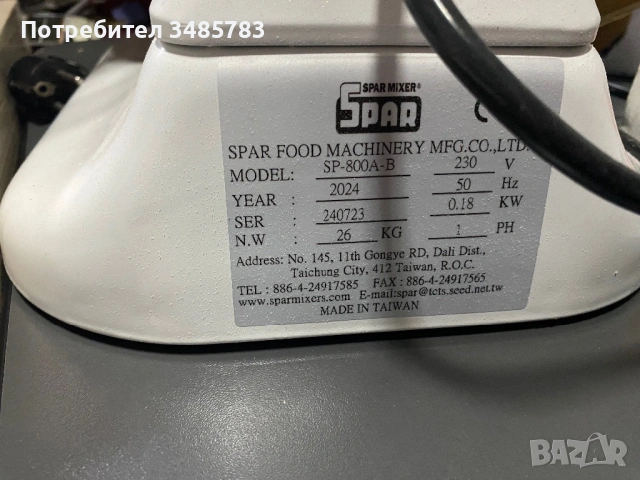 Потребител 3485783
SPAR MIXER®
SPAR
SPAR FOOD MACHINERY MFG.CO.,LTD.
MODEL: SP-800A-B 230 V
YEAR : 2024 50 Hz
SER : 240723 0.18 KW
N.W : 26 KG 1 PH
Address: No. 145, 11th Gongye RD, Dali Dist.,
Taichung City, 412 Taiwan, R.O.C.
TEL : 886-4-24917585 FAX : 886-4-24917565
www.sparmixers.com E-mail:spar@tcts.seed.net.tw
MADE IN TAIWAN
BAZAR